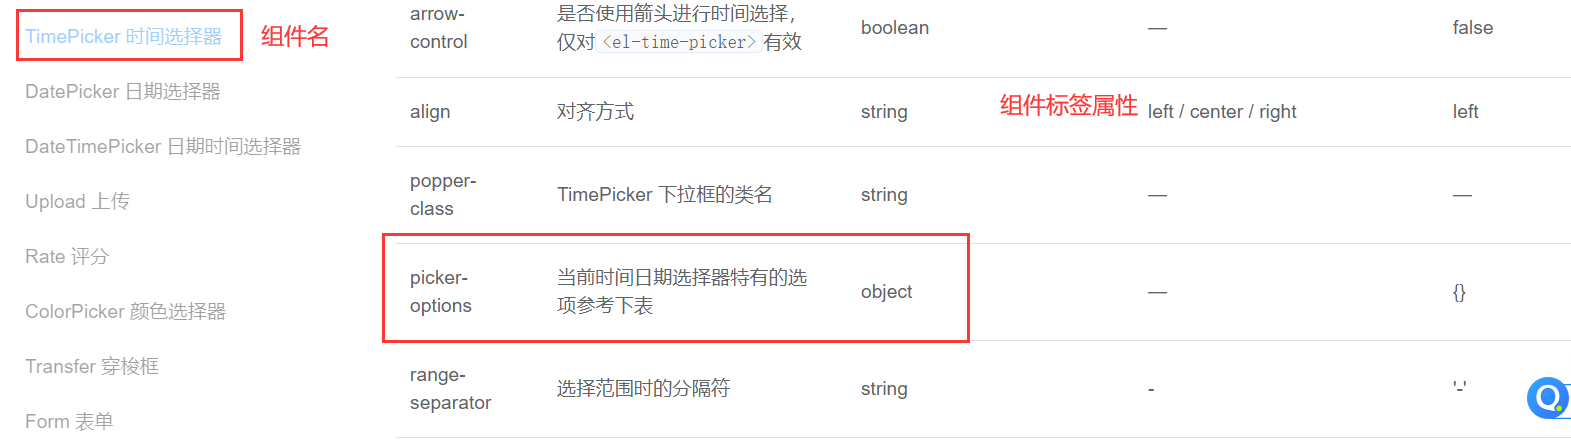 TimePicker 时间选择器
组件名
DatePicker 日期选择器
DateTimePicker 日期时间选择器
Upload 上传
Rate 评分
ColorPicker 颜色选择器
Transfer 穿梭框
Form 表单
arrow-
control
是否使用箭头进行时间选择，
仅对 <el-time-picker> 有效
boolean
—
false
align
对齐方式
string
组件标签属性
left / center / right
left
popper-
class
TimePicker 下拉框的类名
string
—
—
picker-
options
当前时间日期选择器特有的选
项参考下表
object
—
{}
range-
separator
选择范围时的分隔符
string
-
'-'